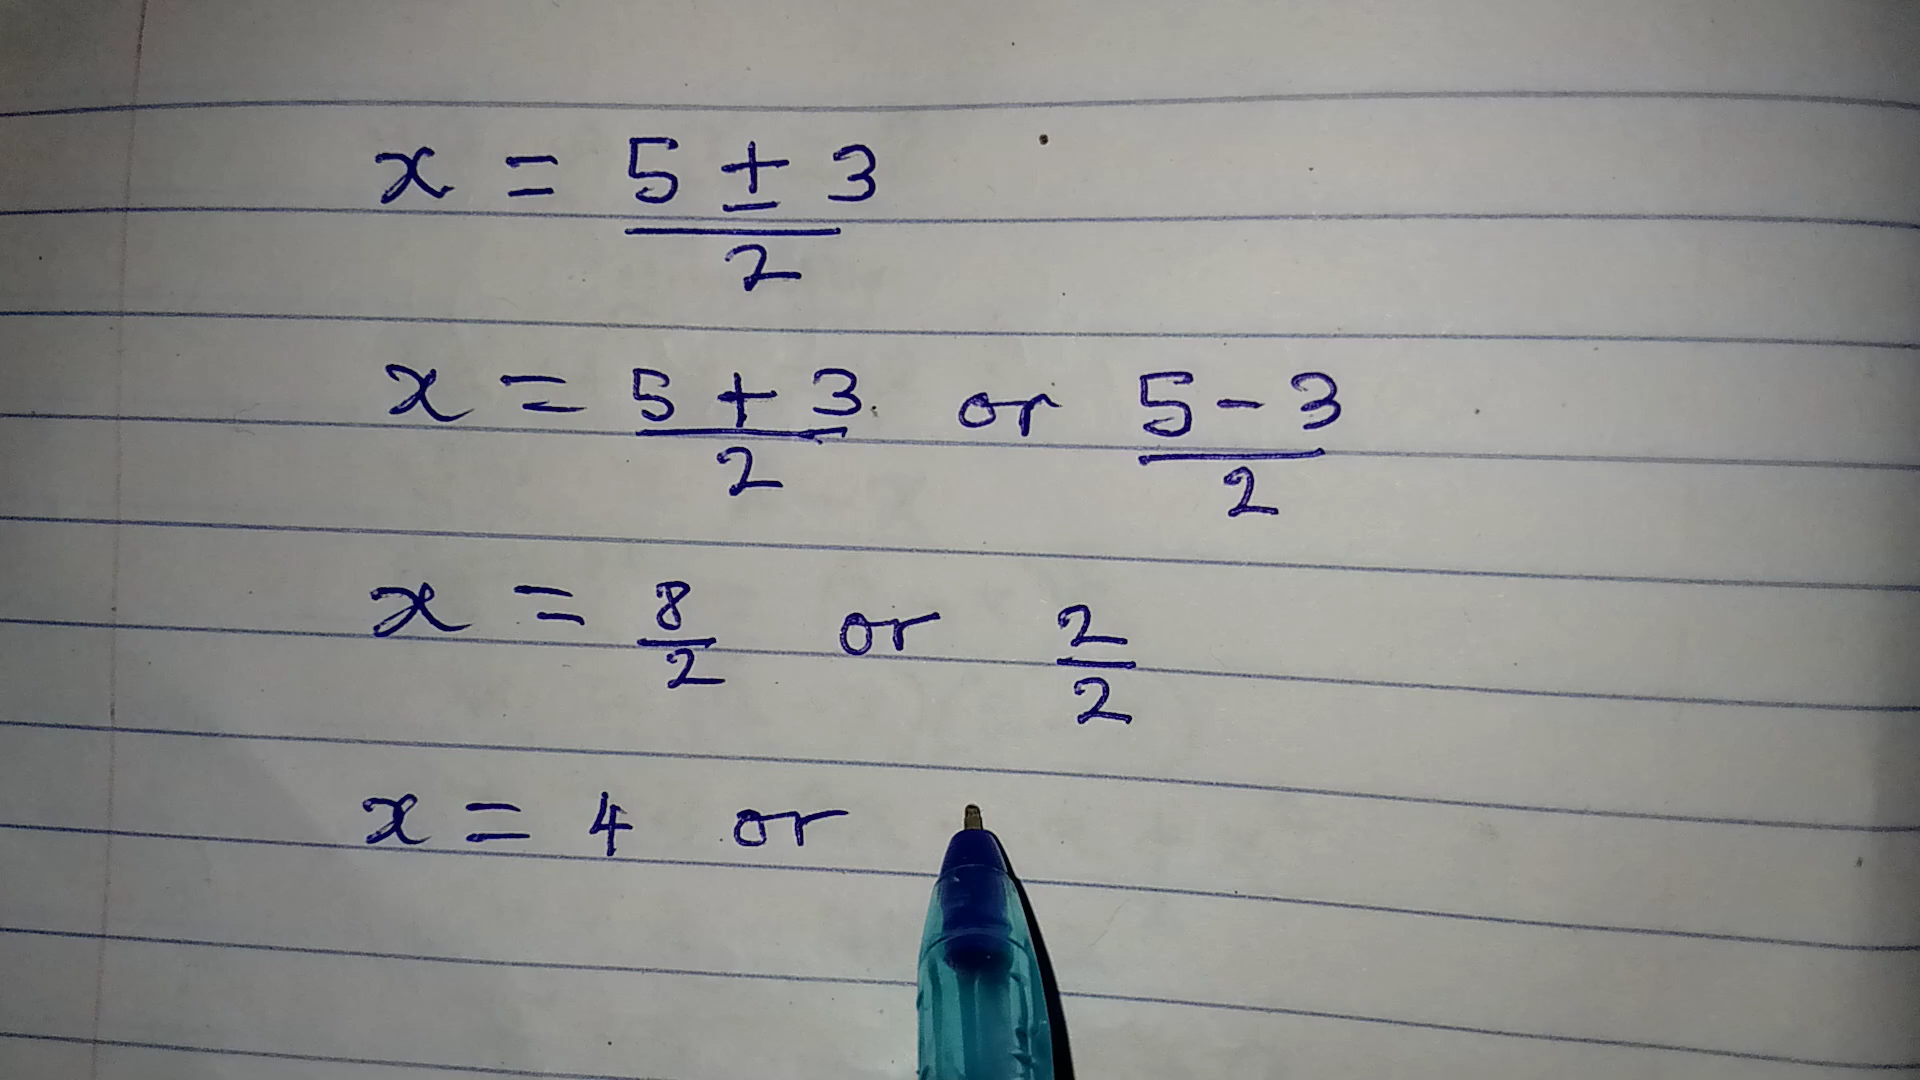 x = (5 ± 3)/2
x = (5 + 3)/2 or (5 - 3)/2
x = 8/2 or 2/2
x = 4 or